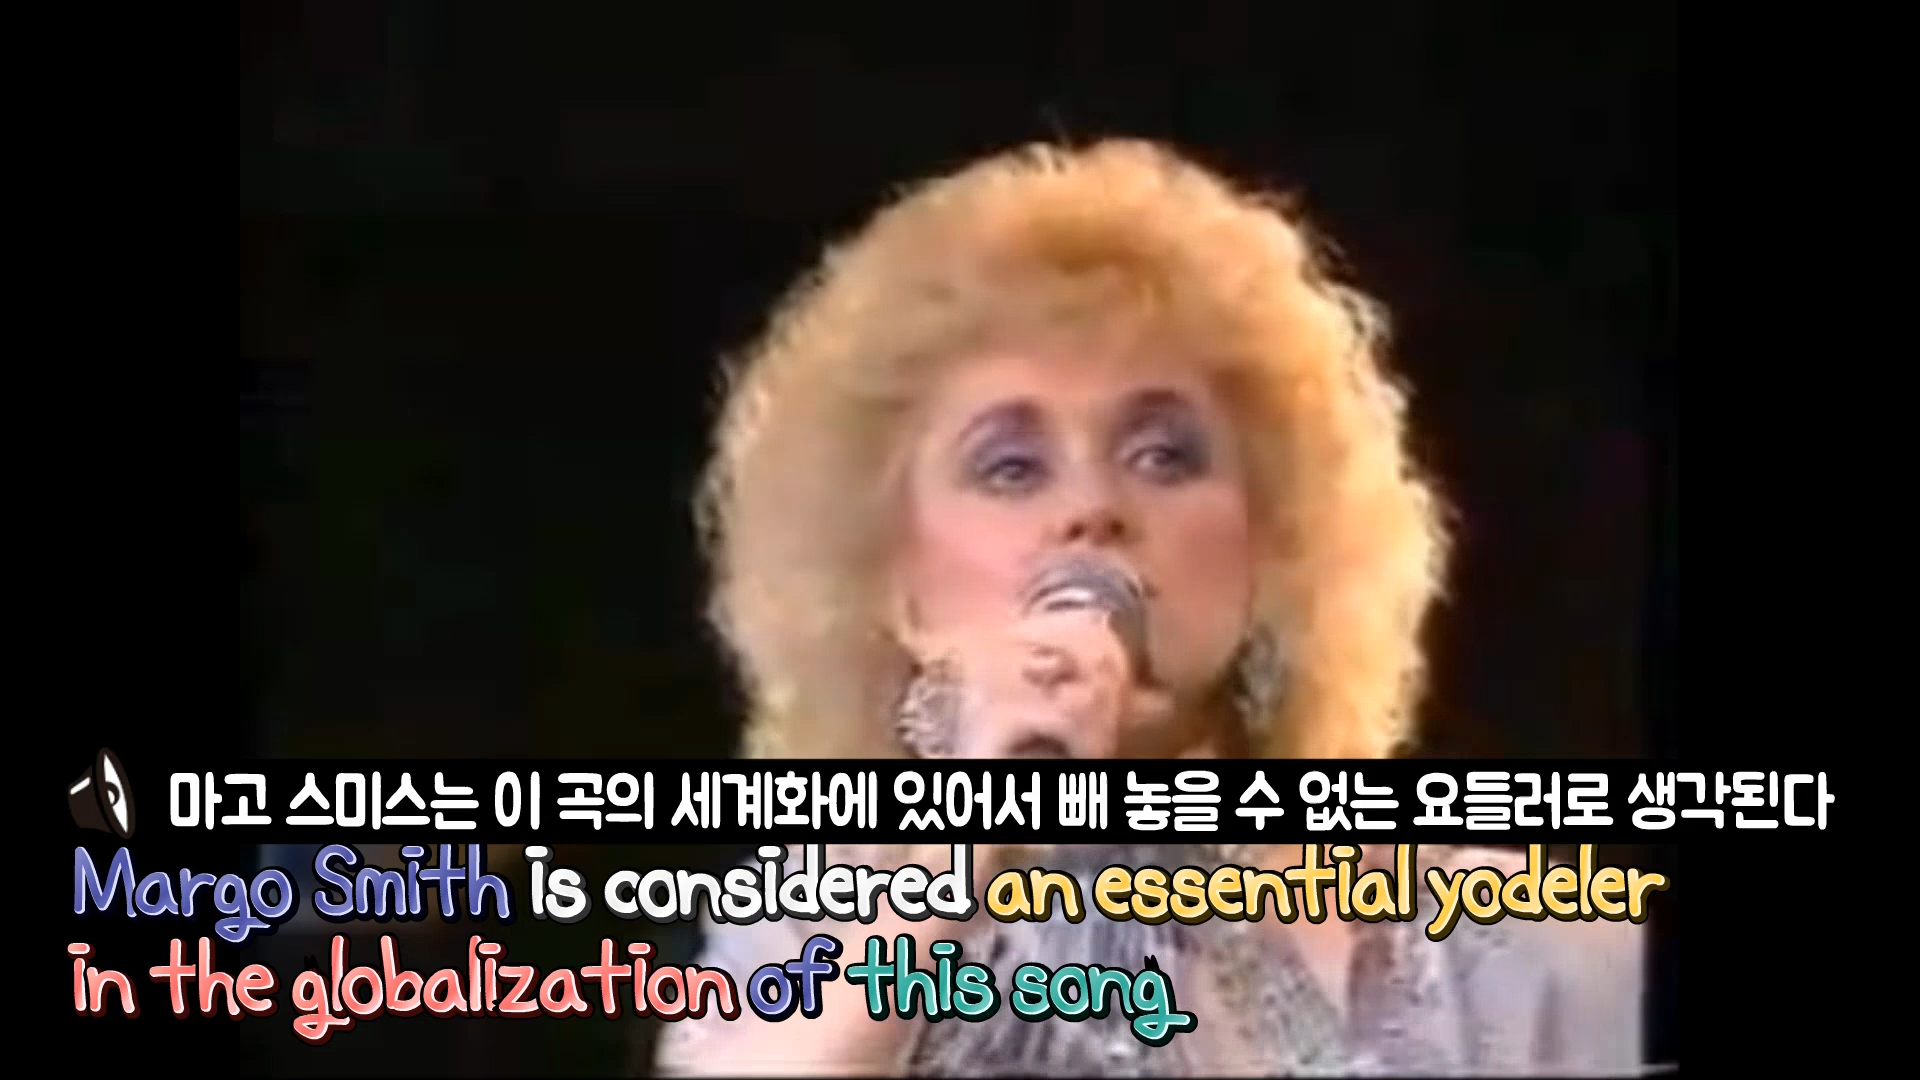 마고 스미스는 이 곡의 세계화에 있어서 빼 놓을 수 없는 요들러로 생각된다
Margo Smith is considered an essential yodeler
in the globalization of this song